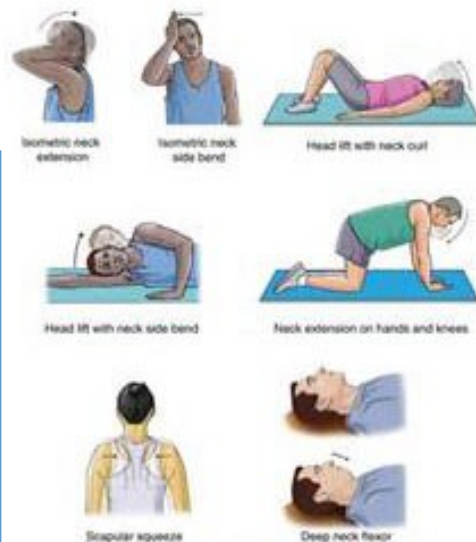 Isometric neck
extension
Isometric neck
side bend
Head lift with neck curl
Head lift with neck side bend
Neck extension on hands and knees
Scapular squeeze
Deep neck flexor